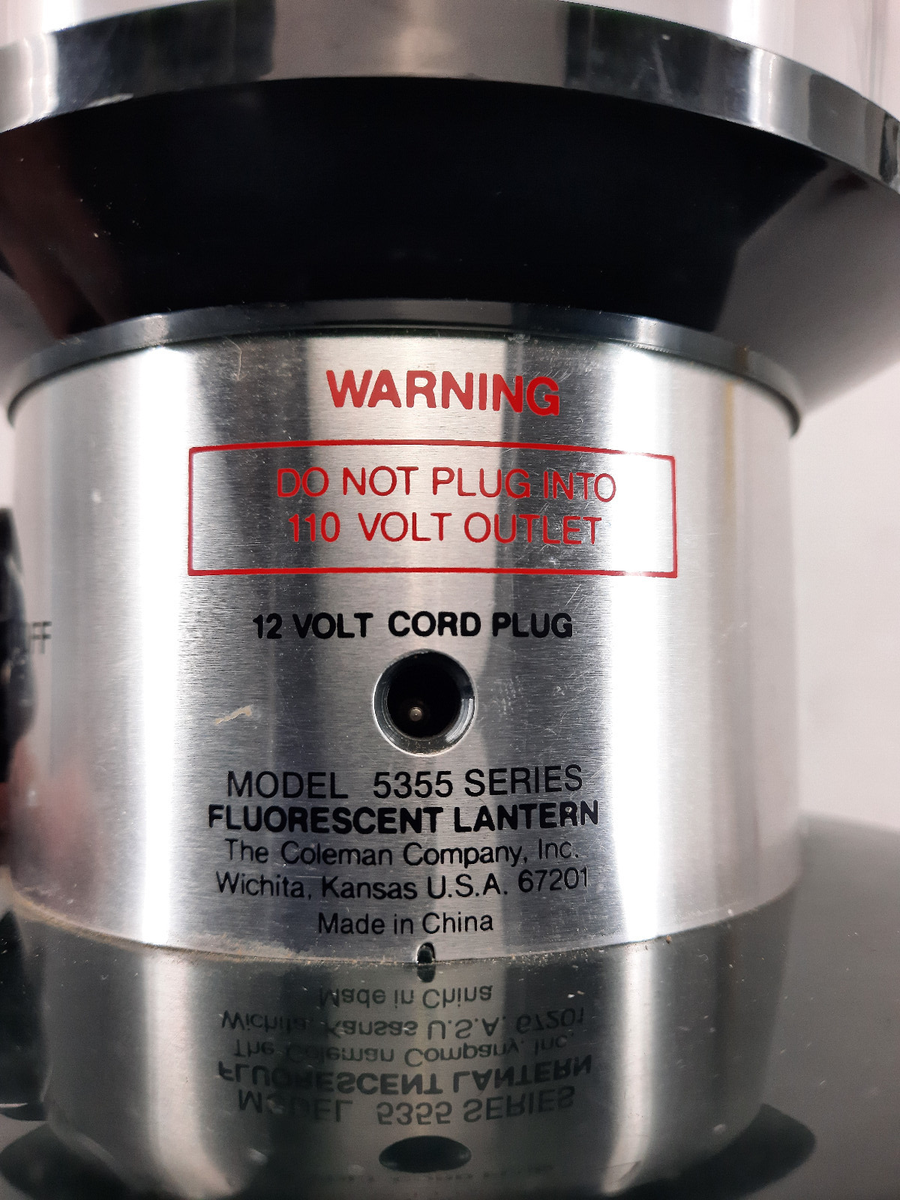 WARNING
DO NOT PLUG INTO
110 VOLT OUTLET
12 VOLT CORD PLUG
FF
MODEL 5355 SERIES
FLUORESCENT LANTERN
The Coleman Company, Inc.
Wichita, Kansas U.S.A. 67201
Made in China